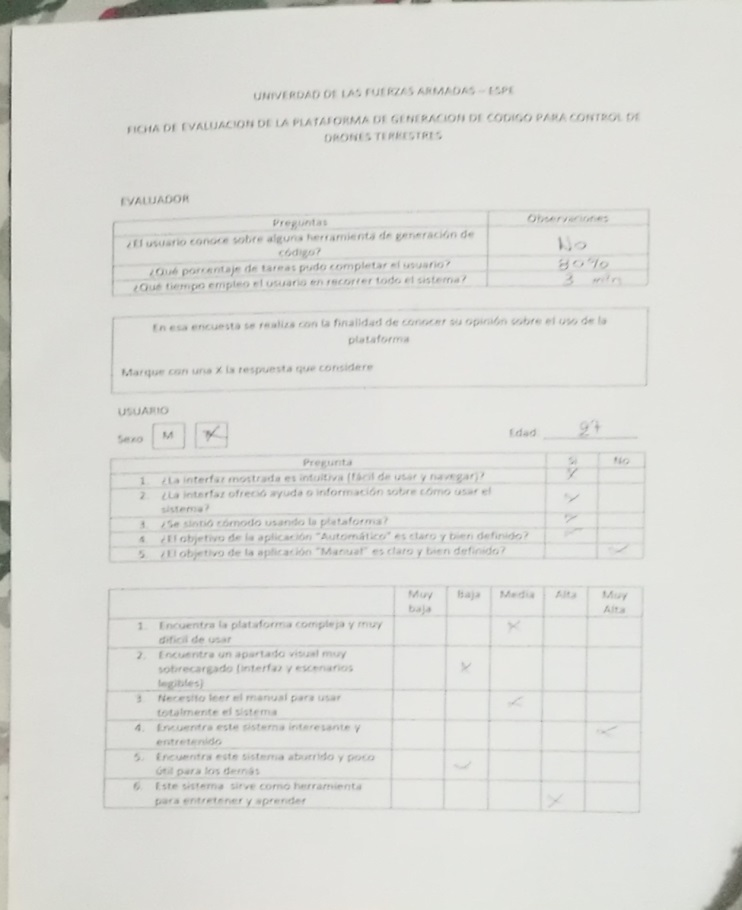 UNIVERDAD DE LAS FUERZAS ARMADAS – ESPE
FICHA DE EVALUACION DE LA PLATAFORMA DE GENERACION DE CODIGO PARA CONTROL DE
DRONES TERRESTRES
EVALUADOR
Preguntas Observaciones
¿El usuario conoce sobre alguna herramienta de generación de
código? No
¿Qué porcentaje de tareas pudo completar el usuario? 80%
¿Qué tiempo empleo el usuario en recorrer todo el sistema? 3 min
En esa encuesta se realiza con la finalidad de conocer su opinión sobre el uso de la
plataforma
Marque con una X la respuesta que considere
USUARIO
Sexo M X Edad 27
Pregunta Si No
1. ¿La interfaz mostrada es intuitiva (fácil de usar y navegar)? X
2. ¿La interfaz ofreció ayuda o información sobre cómo usar el
sistema? X
3. ¿Se sintió cómodo usando la plataforma? X
4. ¿El objetivo de la aplicación "Automático" es claro y bien definido? X
5. ¿El objetivo de la aplicación "Manual" es claro y bien definido? X
Muy Baja Media Alta Muy
baja Alta
1. Encuentra la plataforma compleja y muy X
difícil de usar
2. Encuentra un apartado visual muy
sobrecargado (interfaz y escenarios X
legibles)
3. Necesito leer el manual para usar X
totalmente el sistema
4. Encuentra este sistema interesante y X
entretenido
5. Encuentra este sistema aburrido y poco
útil para los demás X
6. Este sistema sirve como herramienta
para entretener y aprender X